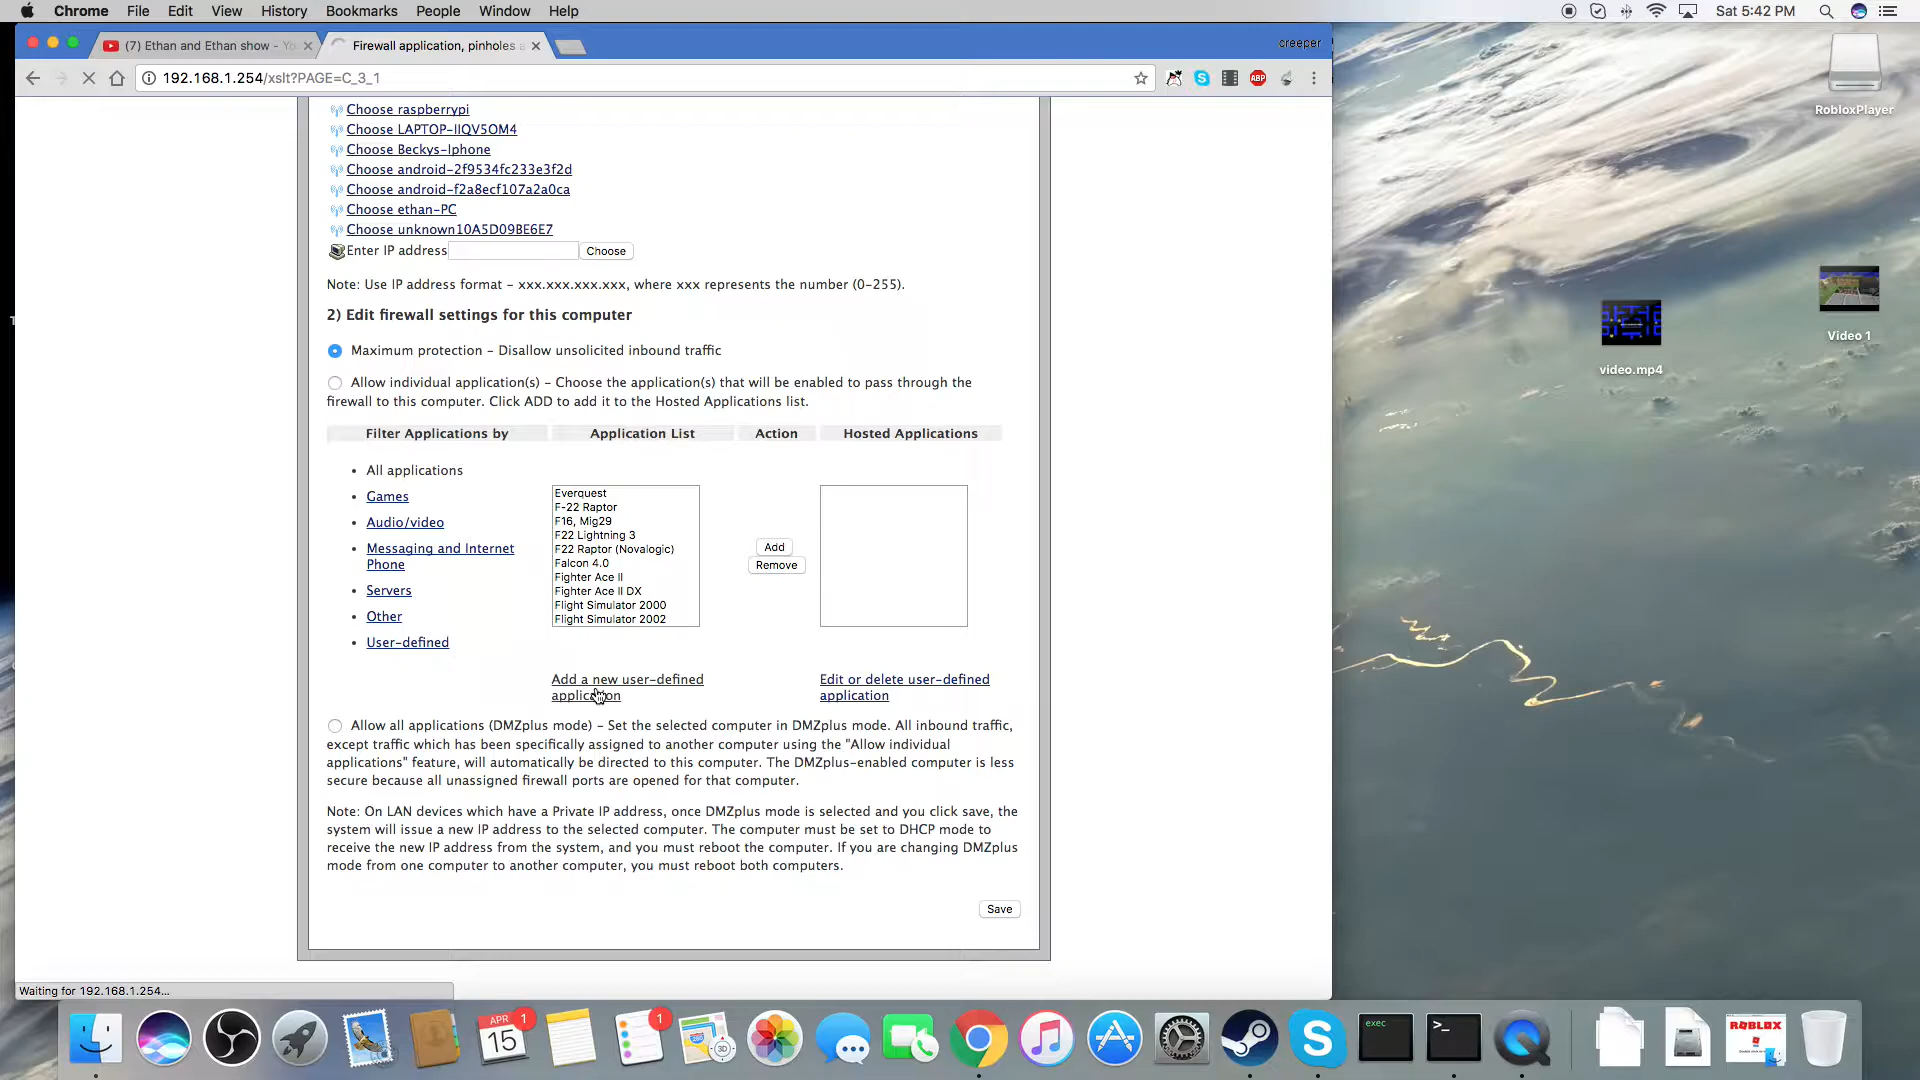 Chrome File Edit View History Bookmarks People Window Help Sat 5:42 PM
(7) Ethan and Ethan show - Yo Firewall application, pinholes a creeper
192.168.1.254/xslt?PAGE=C_3_1
ABP
Choose raspberrypi
Choose LAPTOP-IIQV5OM4
Choose Beckys-Iphone
Choose android-2f9534fc233e3f2d
Choose android-f2a8ecf107a2a0ca
Choose ethan-PC
Choose unknown10A5D09BE6E7
Enter IP address Choose
Note: Use IP address format - xxx.xxx.xxx.xxx, where xxx represents the number (0-255).
2) Edit firewall settings for this computer
Maximum protection - Disallow unsolicited inbound traffic
Allow individual application(s) - Choose the application(s) that will be enabled to pass through the
firewall to this computer. Click ADD to add it to the Hosted Applications list.
Filter Applications by Application List Action Hosted Applications
All applications
Games
Audio/video
Messaging and Internet
Phone
Servers
Other
User-defined
Everquest
F-22 Raptor
F16, Mig29
F22 Lightning 3
F22 Raptor (Novalogic)
Falcon 4.0
Fighter Ace II
Fighter Ace II DX
Flight Simulator 2000
Flight Simulator 2002
Add
Remove
Add a new user-defined
application
Edit or delete user-defined
application
Allow all applications (DMZplus mode) - Set the selected computer in DMZplus mode. All inbound traffic,
except traffic which has been specifically assigned to another computer using the "Allow individual
applications" feature, will automatically be directed to this computer. The DMZplus-enabled computer is less
secure because all unassigned firewall ports are opened for that computer.
Note: On LAN devices which have a Private IP address, once DMZplus mode is selected and you click save, the
system will issue a new IP address to the selected computer. The computer must be set to DHCP mode to
receive the new IP address from the system, and you must reboot the computer. If you are changing DMZplus
mode from one computer to another computer, you must reboot both computers.
Save
Waiting for 192.168.1.254...
RobloxPlayer
Video 1
video.mp4
APR
15
1
1
3D
exec
>_
ROBLOX